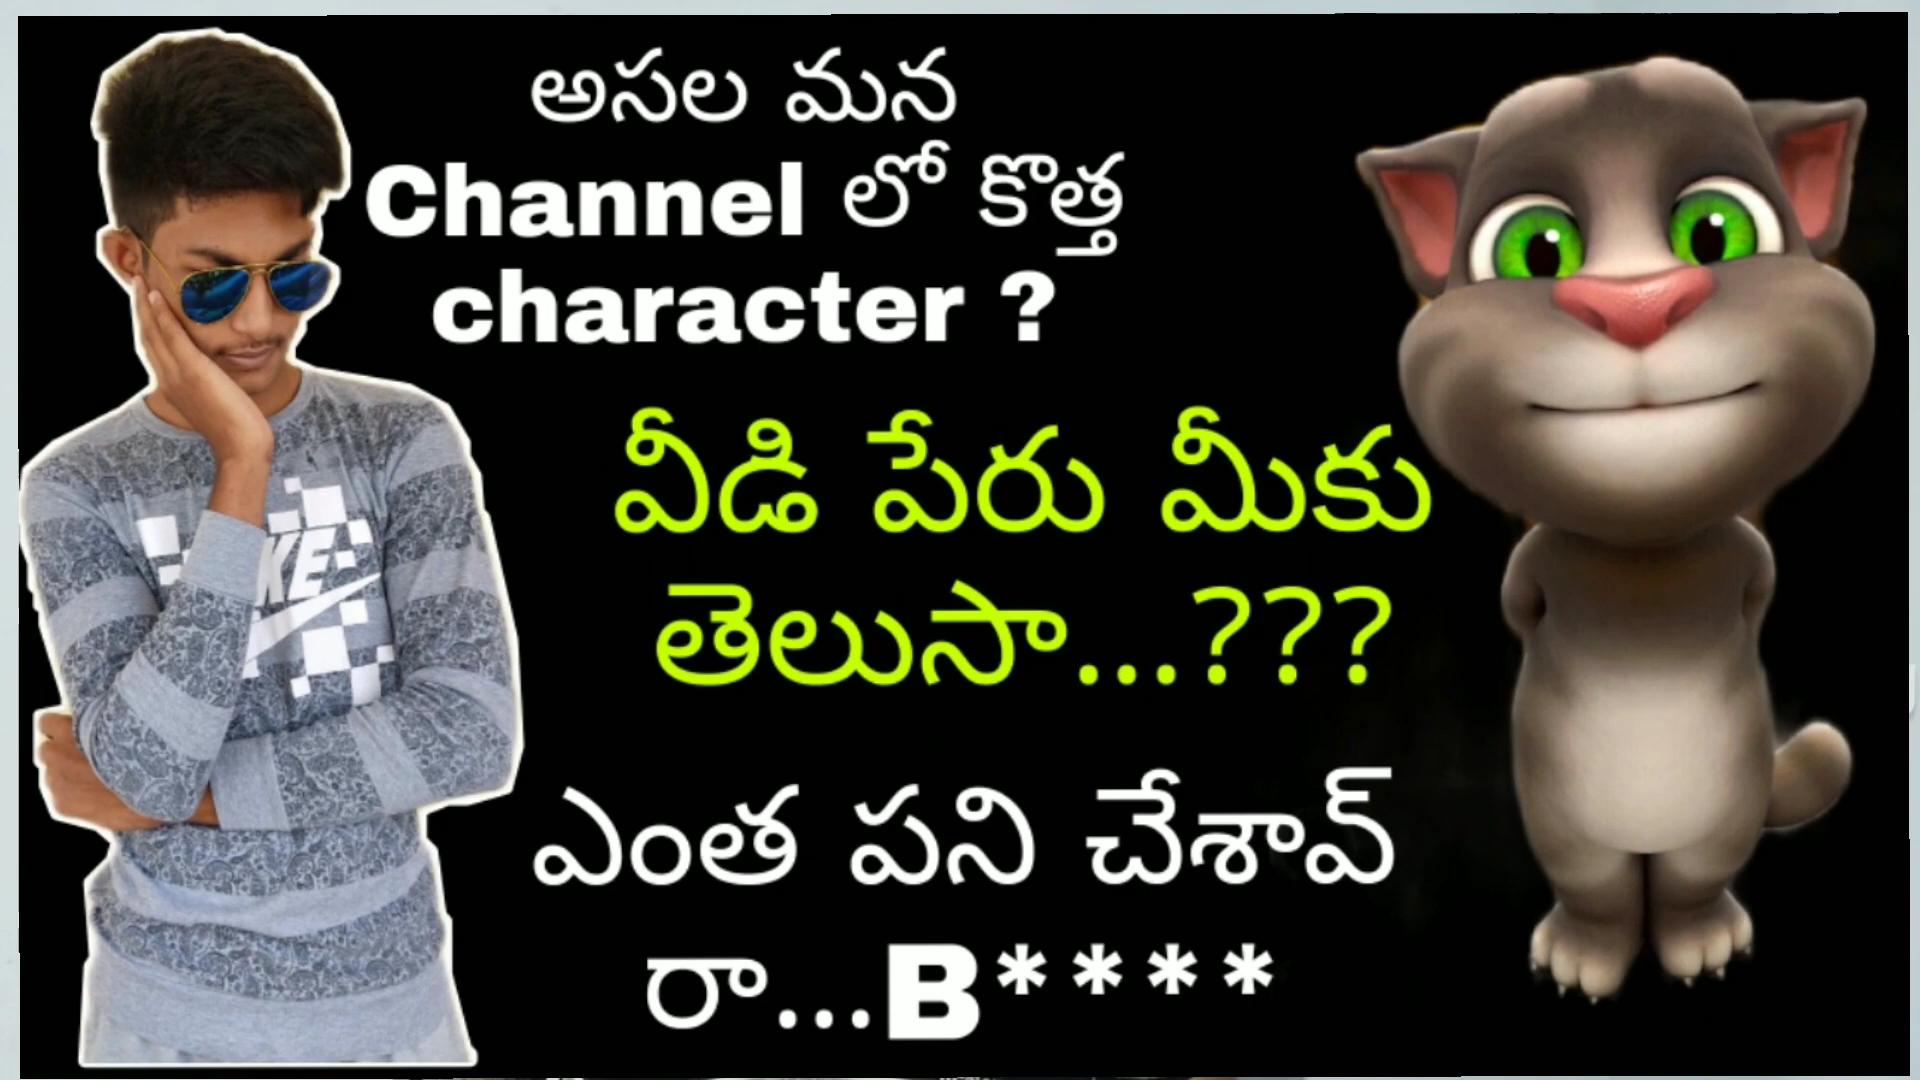 అసల మన
Channel లో కొత్త
character ?
వీడి పేరు మీకు
తెలుసా...???
ఎంత పని చేశావ్
రా...B****